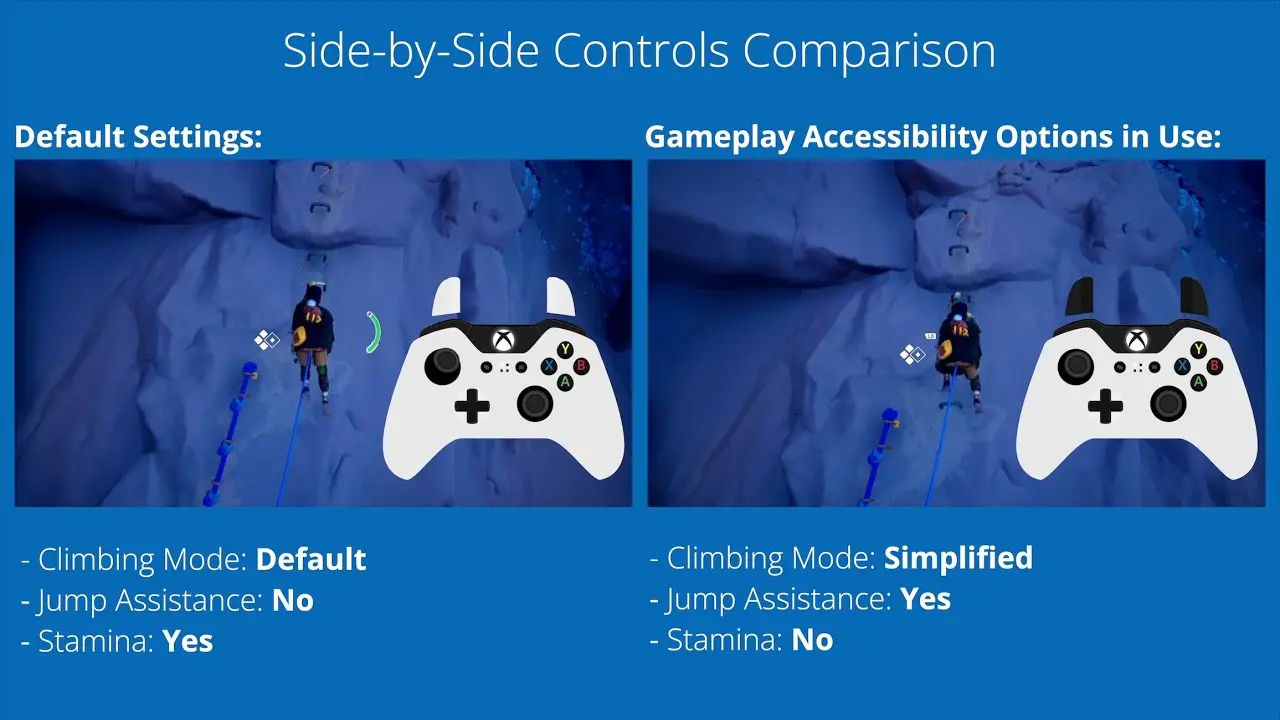 Side-by-Side Controls Comparison
Default Settings:
Gameplay Accessibility Options in Use:
Y
X B
A
LB
Y
X B
A
- Climbing Mode: Default
- Jump Assistance: No
- Stamina: Yes
- Climbing Mode: Simplified
- Jump Assistance: Yes
- Stamina: No